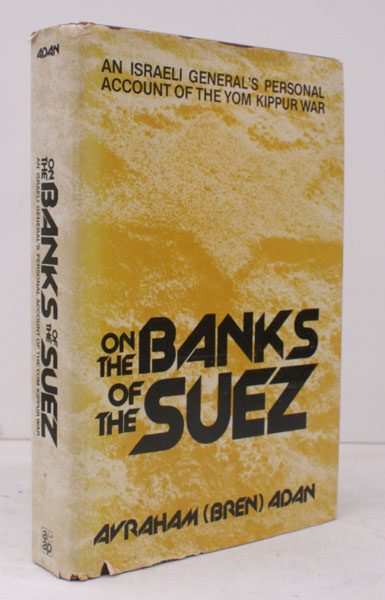 ADAN
ON THE BANKS OF THE SUEZ
AN ISRAELI GENERAL'S PERSONAL ACCOUNT OF THE YOM KIPPUR WAR
AN ISRAELI GENERAL'S PERSONAL
ACCOUNT OF THE YOM KIPPUR WAR
ON
THE BANKS
OF
THE SUEZ
AVRAHAM (BREN) ADAN